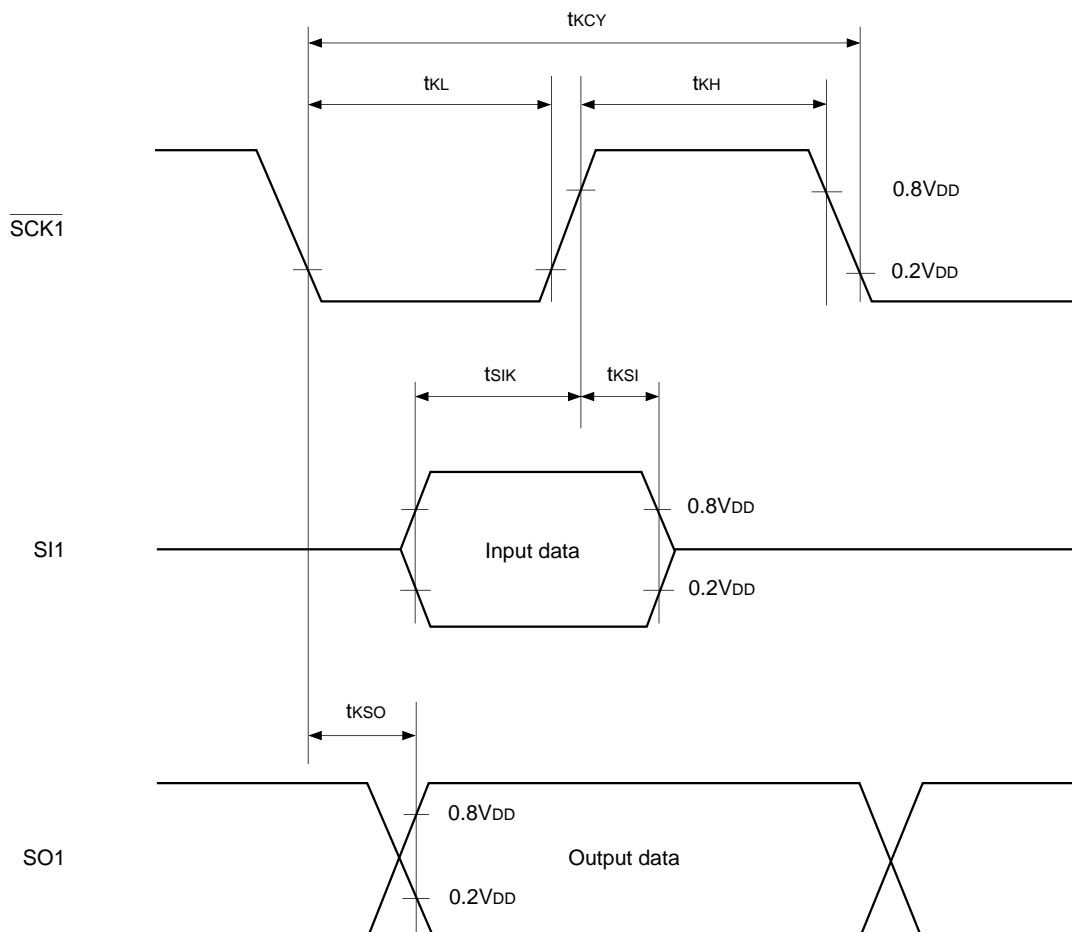 tKCY
tKL
tKH
SCK1
0.8VDD
0.2VDD
tSIK
tKSI
SI1
Input data
0.8VDD
0.2VDD
tKSO
SO1
0.8VDD
Output data
0.2VDD